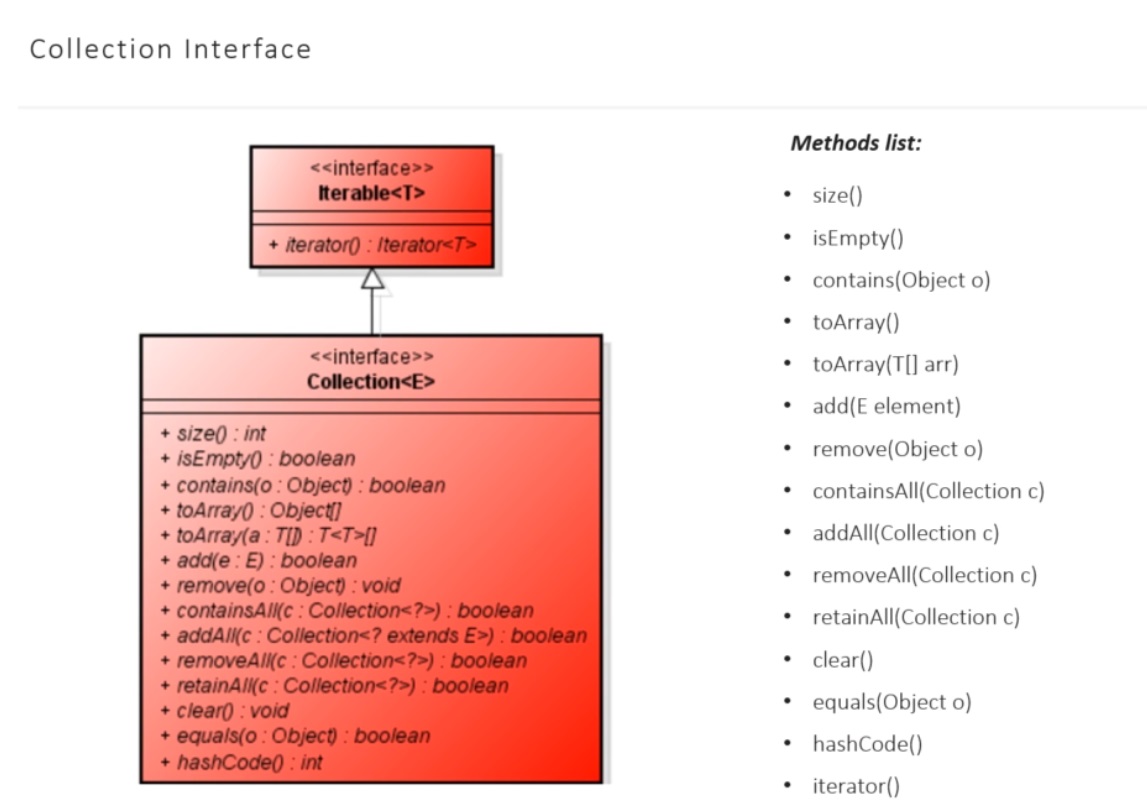 Collection Interface
<<interface>>
Iterable<T>
+ iterator() : Iterator<T>
<<interface>>
Collection<E>
+ size() : int
+ isEmpty() : boolean
+ contains(o : Object) : boolean
+ toArray() : Object[]
+ toArray(a : T[]) : T<T>[]
+ add(e : E) : boolean
+ remove(o : Object) : void
+ containsAll(c : Collection<?>) : boolean
+ addAll(c : Collection<? extends E>) : boolean
+ removeAll(c : Collection<?>) : boolean
+ retainAll(c : Collection<?>) : boolean
+ clear() : void
+ equals(o : Object) : boolean
+ hashCode() : int
Methods list:
• size()
• isEmpty()
• contains(Object o)
• toArray()
• toArray(T[] arr)
• add(E element)
• remove(Object o)
• containsAll(Collection c)
• addAll(Collection c)
• removeAll(Collection c)
• retainAll(Collection c)
• clear()
• equals(Object o)
• hashCode()
• iterator()